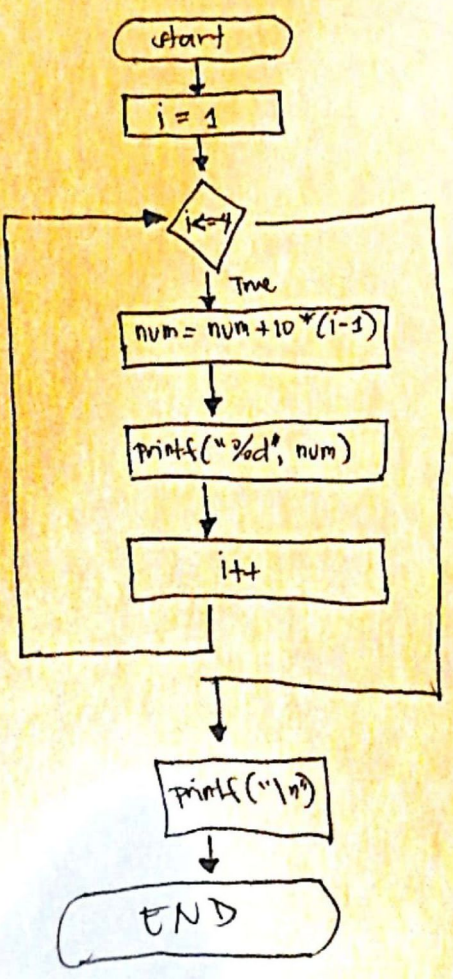 start
i = 1
i<=4
True
num = num +10 * (i-1)
printf("%d", num)
i++
printf("\n")
END